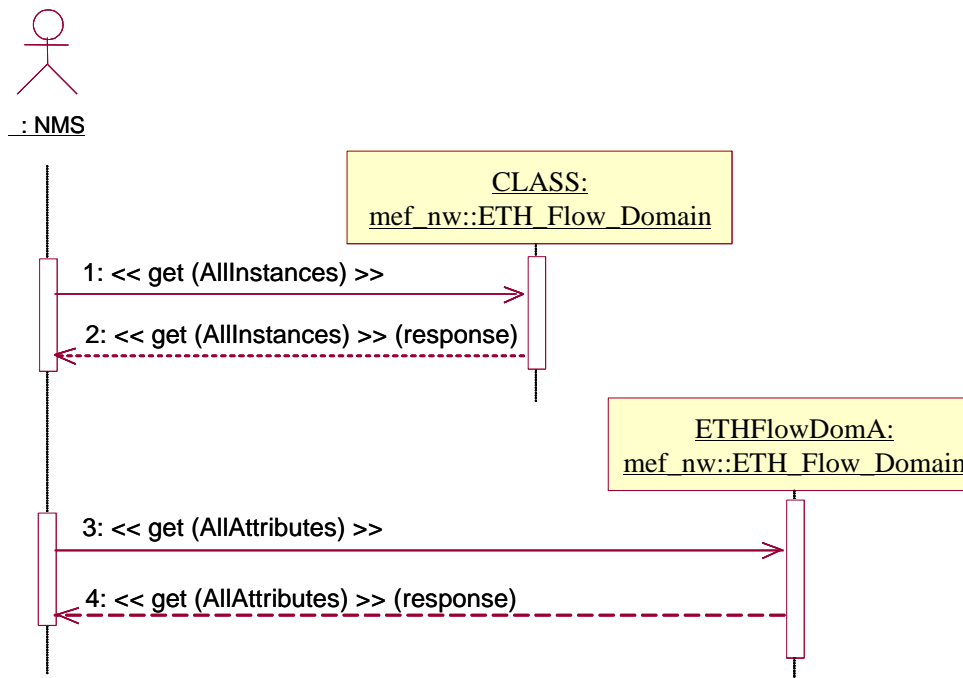 _ : NMS
CLASS:
mef_nw::ETH_Flow_Domain
1: << get (AllInstances) >>
2: << get (AllInstances) >> (response)
ETHFlowDomA:
mef_nw::ETH_Flow_Domain
3: << get (AllAttributes) >>
4: << get (AllAttributes) >> (response)